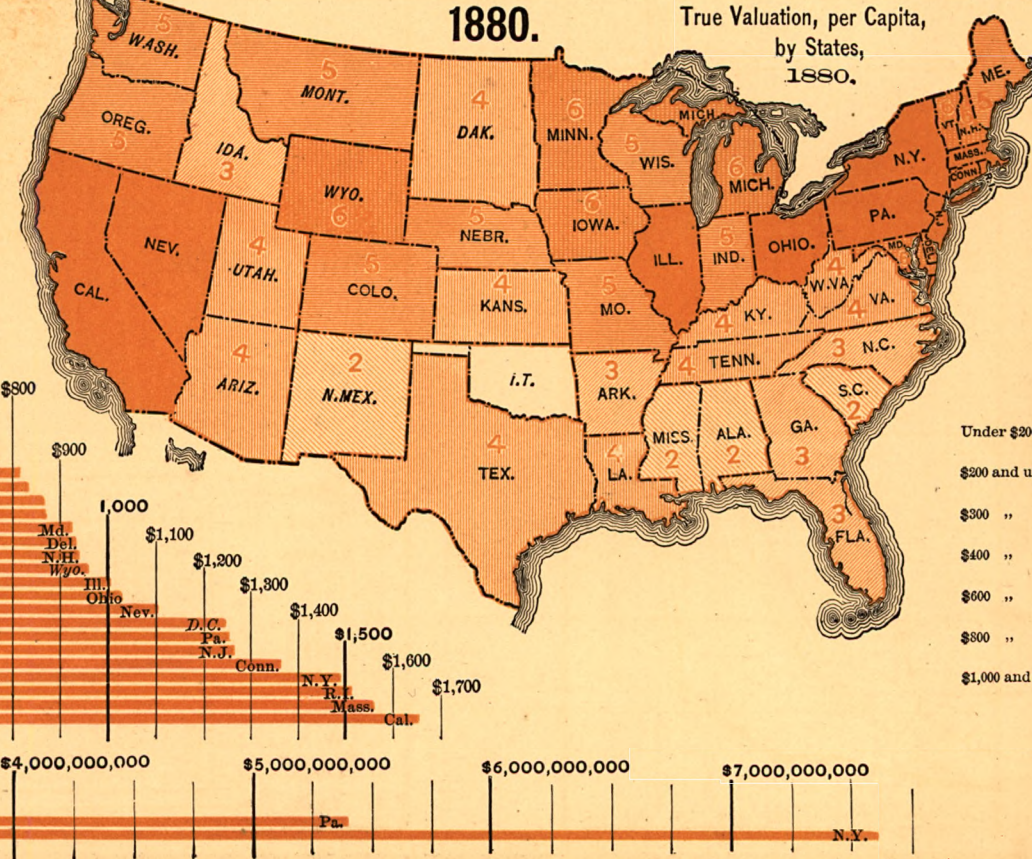 1880.
True Valuation, per Capita,
by States,
1880.
5
WASH.
OREG.
5
IDA.
3
5
MONT.
WYO.
6
4
DAK.
6
MINN.
5
WIS.
MICH.
6
MICH.
ME.
5
VT.
N.H.
MASS.
CONN.
N.Y.
PA.
MD.
NEV.
CAL.
4
UTAH.
5
COLO.
5
NEBR.
6
IOWA.
ILL.
5
IND.
OHIO.
4
W.VA.
4
VA.
4
KANS.
5
MO.
4
KY.
4
TENN.
3
N.C.
S.C.
2
4
ARIZ.
2
N.MEX.
I.T.
3
ARK.
MISS.
2
ALA.
2
GA.
3
4
TEX.
4
LA.
3
FLA.
$800
$900
1,000
$1,100
$1,200
$1,300
$1,400
$1,500
$1,600
$1,700
Md.
Del.
N.H.
Wyo.
Ill.
Ohio
Nev.
D.C.
Pa.
N.J.
Conn.
N.Y.
R.I.
Mass.
Cal.
Under $20
$200 and u
$300 „
$400 „
$600 „
$800 „
$1,000 and
$4,000,000,000
$5,000,000,000
$6,000,000,000
$7,000,000,000
Pa.
N.Y.